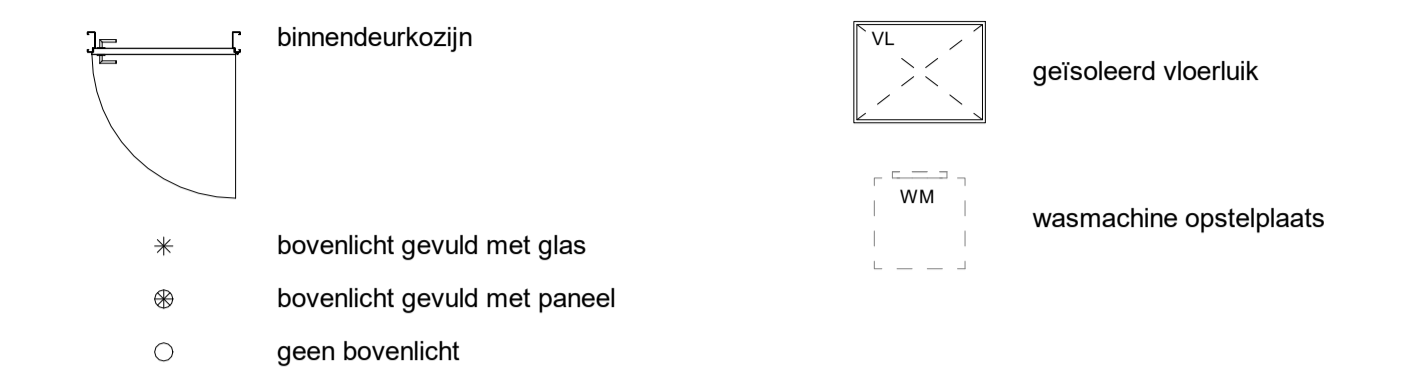 binnendeurkozijn
bovenlicht gevuld met glas
bovenlicht gevuld met paneel
geen bovenlicht
VL
geïsoleerd vloerluik
WM
wasmachine opstelplaats